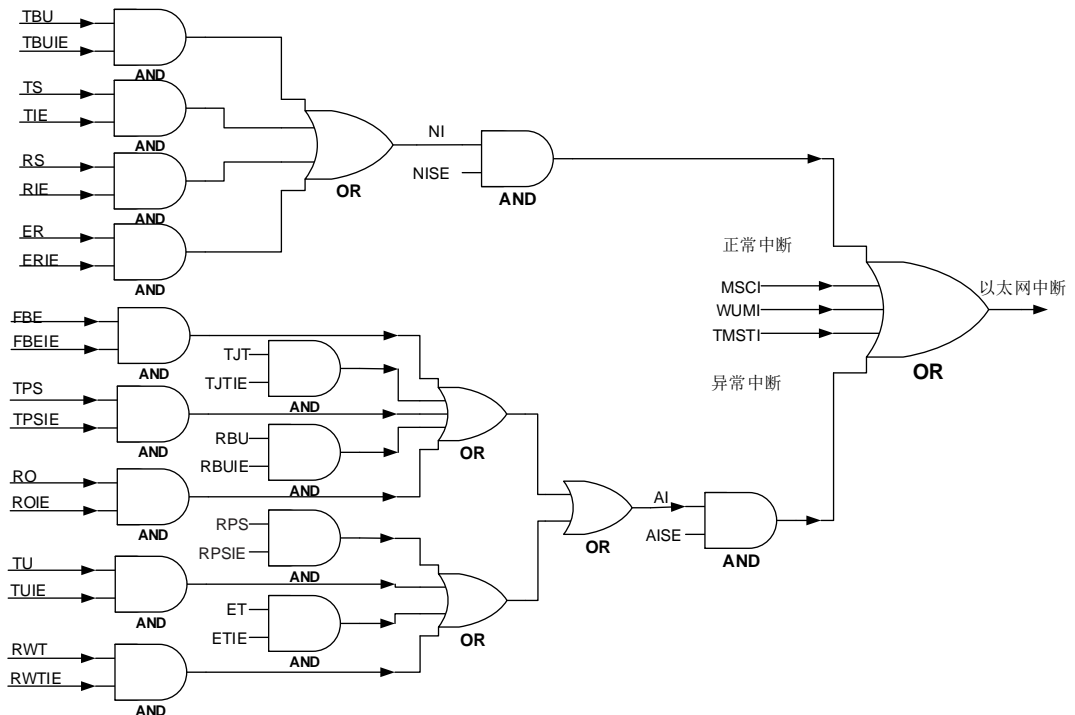 TBU
TBUIE
AND
TS
TIE
AND
RS
RIE
AND
ER
ERIE
AND
OR
NI
NISE
AND
正常中断
MSCI
WUMI
TMSTI
异常中断
以太网中断
OR
FBE
FBEIE
AND
TJT
TJTIE
AND
TPS
TPSIE
AND
RBU
RBUIE
AND
OR
RO
ROIE
AND
RPS
RPSIE
AND
OR
AI
AISE
AND
TU
TUIE
AND
ET
ETIE
AND
OR
RWT
RWTIE
AND